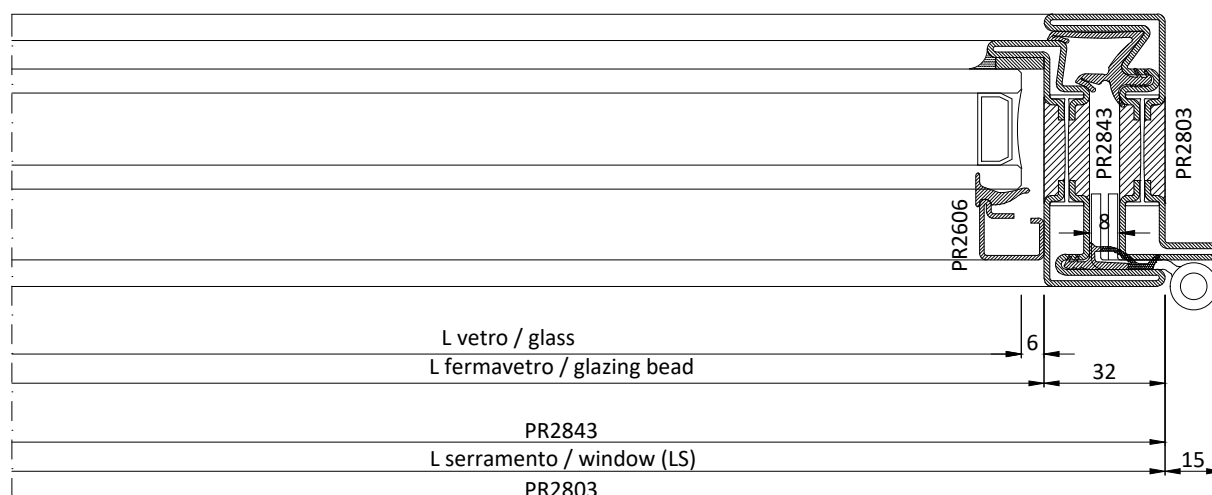 PR2843
PR2803
PR2606
8
L vetro / glass
6
L fermavetro / glazing bead
32
PR2843
L serramento / window (LS)
15
PR2803